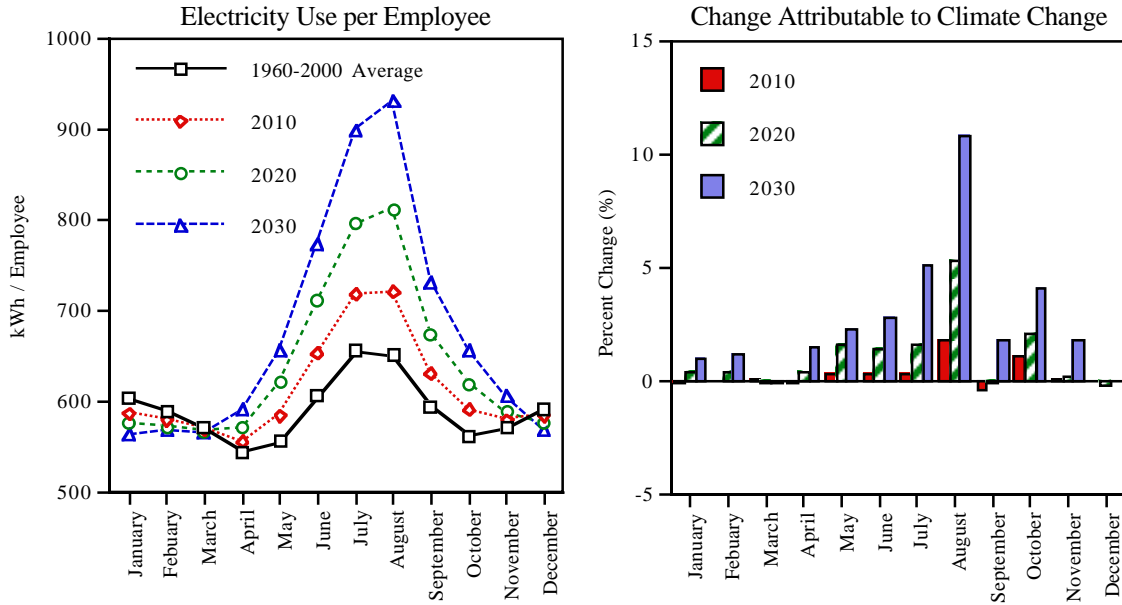 Electricity Use per Employee
1000
900
800
700
600
500
kWh / Employee
1960-2000 Average
2010
2020
2030
January
Febuary
March
April
May
June
July
August
September
October
November
December
Change Attributable to Climate Change
15
10
5
0
-5
Percent Change (%)
2010
2020
2030
January
Febuary
March
April
May
June
July
August
September
October
November
December